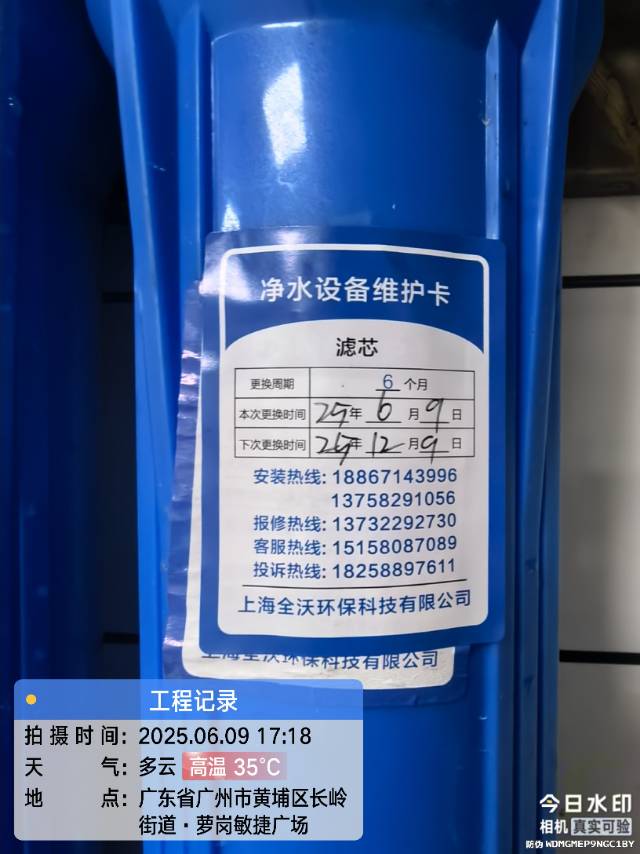 净水设备维护卡
滤芯
更换周期 6 个月
本次更换时间 25年 6 月 9 日
下次更换时间 25年 12 月 9 日
安装热线: 18867143996
13758291056
报修热线: 13732292730
客服热线: 15158087089
投诉热线: 18258897611
上海全沃环保科技有限公司
上海全沃环保科技有限公司
工程记录
拍摄时间: 2025.06.09 17:18
天气: 多云 高温 35℃
地点: 广东省广州市黄埔区长岭
街道·萝岗敏捷广场
今日水印
相机 真实可验
防伪 WDMGMEP9NGC1BY